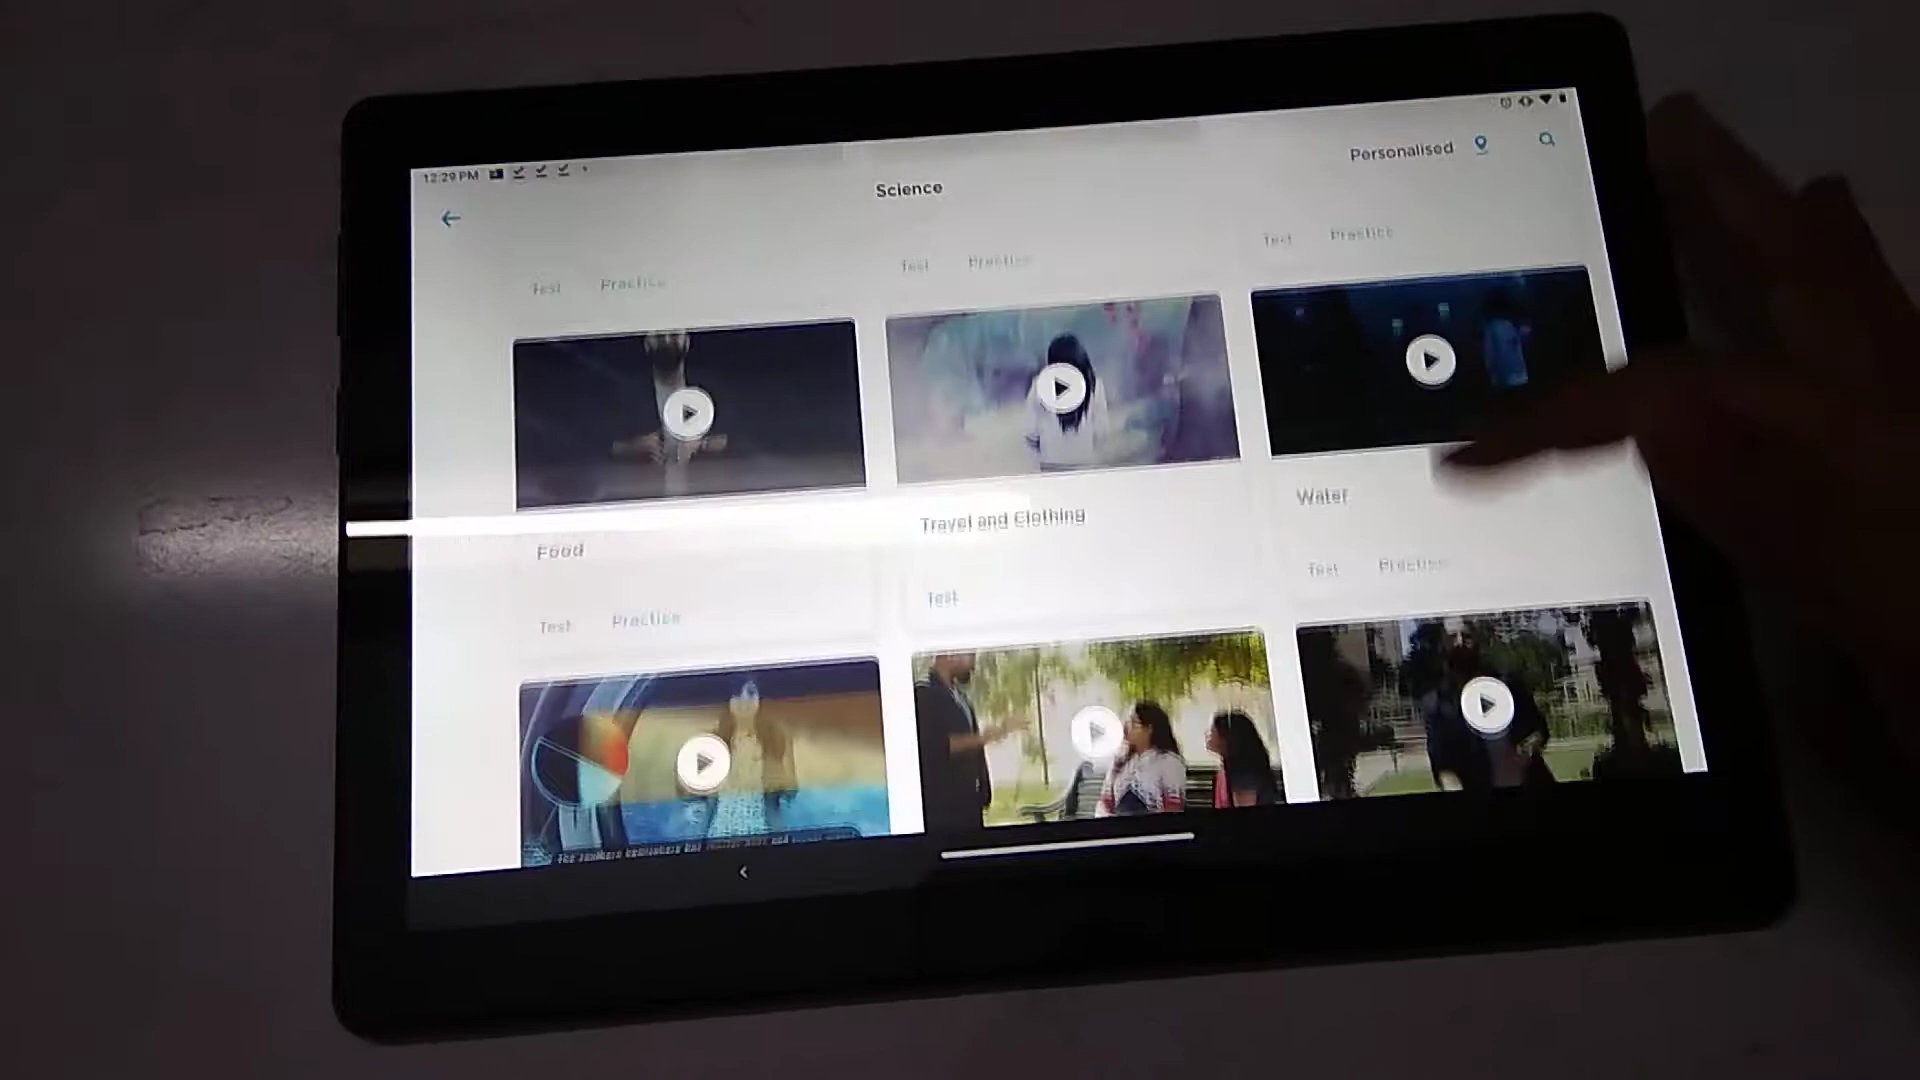 12:29 PM
Personalised
Science
Test Practice
Test Practice
Test Practice
Food
Travel and Clothing
Water
Test Practice
Test
Test Practice